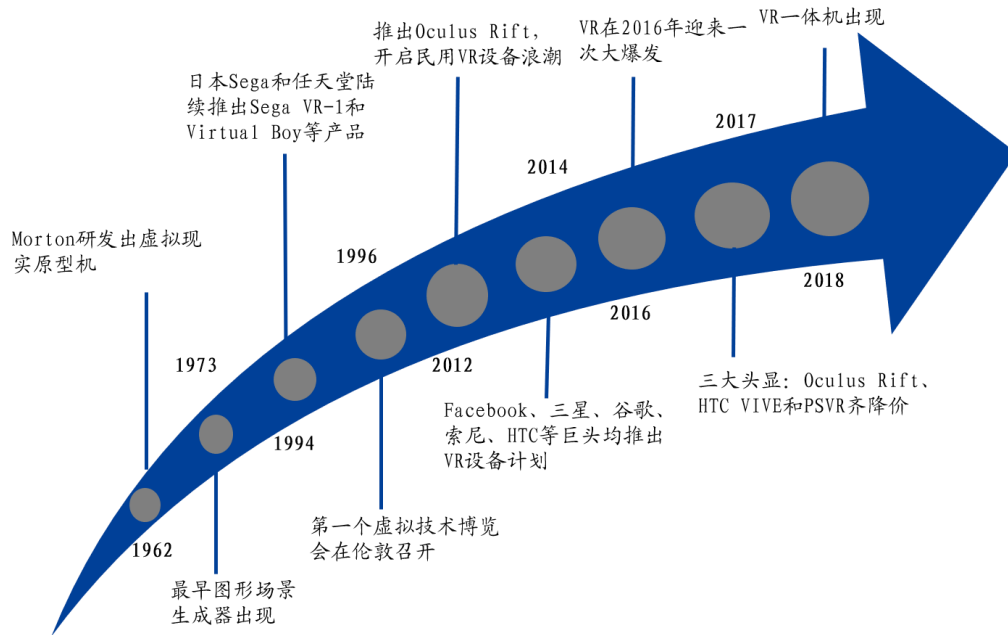 Morton研发出虚拟现
实原型机
1962
1973
最早图形场景
生成器出现
日本Sega和任天堂陆
续推出Sega VR-1和
Virtual Boy等产品
1994
1996
第一个虚拟技术博览
会在伦敦召开
推出Oculus Rift,
开启民用VR设备浪潮
2012
2014
Facebook、三星、谷歌、
索尼、HTC等巨头均推出
VR设备计划
VR在2016年迎来一
次大爆发
2016
2017
三大头显: Oculus Rift、
HTC VIVE和PSVR齐降价
VR一体机出现
2018